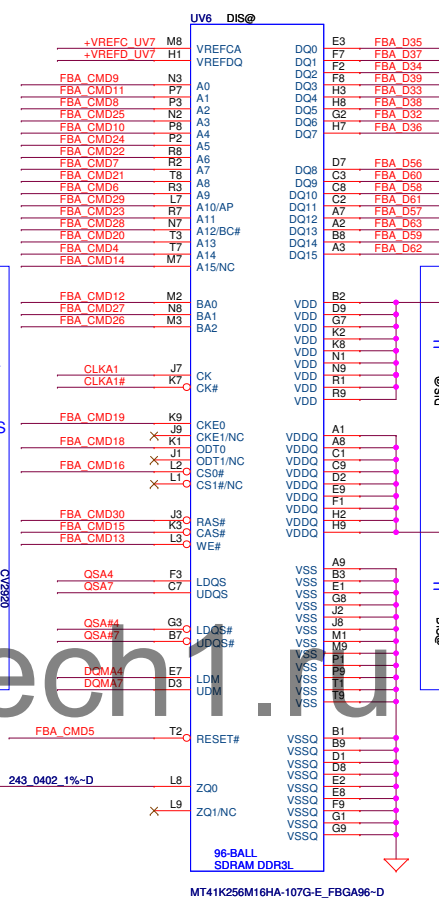 UV6 DIS@
+VREFC_UV7 M8 VREFCA
+VREFD_UV7 H1 VREFDQ
FBA_CMD9 N3 A0
FBA_CMD11 P7 A1
FBA_CMD8 P3 A2
FBA_CMD25 N2 A3
FBA_CMD10 P8 A4
FBA_CMD24 P2 A5
FBA_CMD22 R8 A6
FBA_CMD7 R2 A7
FBA_CMD21 T8 A8
FBA_CMD6 R3 A9
FBA_CMD29 L7 A10/AP
FBA_CMD23 R7 A11
FBA_CMD28 N7 A12/BC#
FBA_CMD20 T3 A13
FBA_CMD4 T7 A14
FBA_CMD14 M7 A15/NC
FBA_CMD12 M2 BA0
FBA_CMD27 N8 BA1
FBA_CMD26 M3 BA2
CLKA1 J7 CK
CLKA1# K7 CK#
FBA_CMD19 K9 CKE0
J9 CKE1/NC
FBA_CMD18 K1 ODT0
J1 ODT1/NC
FBA_CMD16 L2 CS0#
L1 CS1#/NC
FBA_CMD30 J3 RAS#
FBA_CMD15 K3 CAS#
FBA_CMD13 L3 WE#
QSA4 F3 LDQS
QSA7 C7 UDQS
QSA#4 G3 LDQS#
QSA#7 B7 UDQS#
DQMA4 E7 LDM
DQMA7 D3 UDM
FBA_CMD5 T2 RESET#
243_0402_1%~D L8 ZQ0
L9 ZQ1/NC
DQ0 E3 FBA_D35
DQ1 F7 FBA_D37
DQ2 F2 FBA_D34
DQ3 F8 FBA_D39
DQ4 H3 FBA_D33
DQ5 H8 FBA_D38
DQ6 G2 FBA_D32
DQ7 H7 FBA_D36
DQ8 D7 FBA_D56
DQ9 C3 FBA_D60
DQ10 C8 FBA_D58
DQ11 C2 FBA_D61
DQ12 A7 FBA_D57
DQ13 A2 FBA_D63
DQ14 B8 FBA_D59
DQ15 A3 FBA_D62
VDD B2
VDD D9
VDD G7
VDD K2
VDD K8
VDD N1
VDD N9
VDD R1
VDD R9
VDDQ A1
VDDQ A8
VDDQ C1
VDDQ C9
VDDQ D2
VDDQ E9
VDDQ F1
VDDQ H2
VDDQ H9
VSS A9
VSS B3
VSS E1
VSS G8
VSS J2
VSS J8
VSS M1
VSS M9
VSS P1
VSS P9
VSS T1
VSS T9
VSSQ B1
VSSQ B9
VSSQ D1
VSSQ D8
VSSQ E2
VSSQ E8
VSSQ F9
VSSQ G1
VSSQ G9
96-BALL
SDRAM DDR3L
MT41K256M16HA-107G-E_FBGA96~D
CV2920
ech1.ru